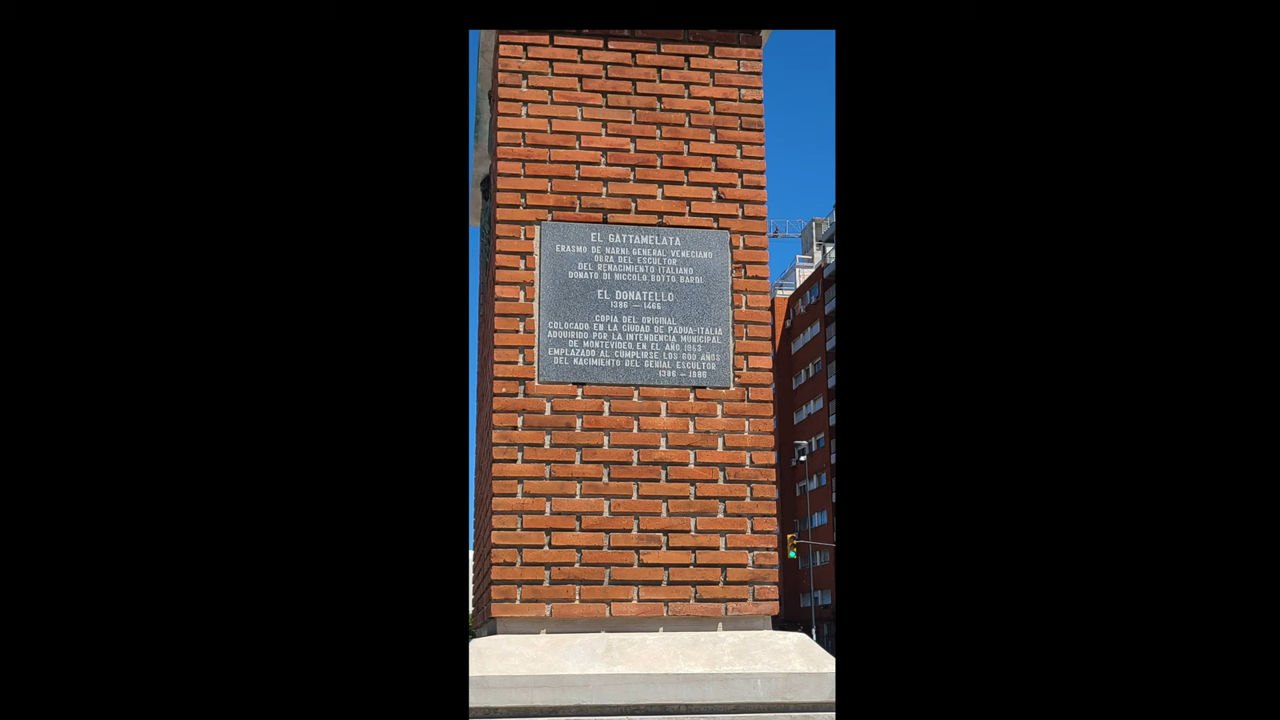 EL GATTAMELATA
ERASMO DE NARNI: GENERAL VENECIANO
OBRA DEL ESCULTOR
DEL RENACIMIENTO ITALIANO
DONATO DI NICCOLO BOTTO BARDI
EL DONATELLO
1386 — 1466
COPIA DEL ORIGINAL
COLOCADO EN LA CIUDAD DE PADUA-ITALIA
ADQUIRIDO POR LA INTENDENCIA MUNICIPAL
DE MONTEVIDEO, EN EL AÑO 1963
EMPLAZADO AL CUMPLIRSE LOS 600 AÑOS
DEL NACIMIENTO DEL GENIAL ESCULTOR
1386 — 1986